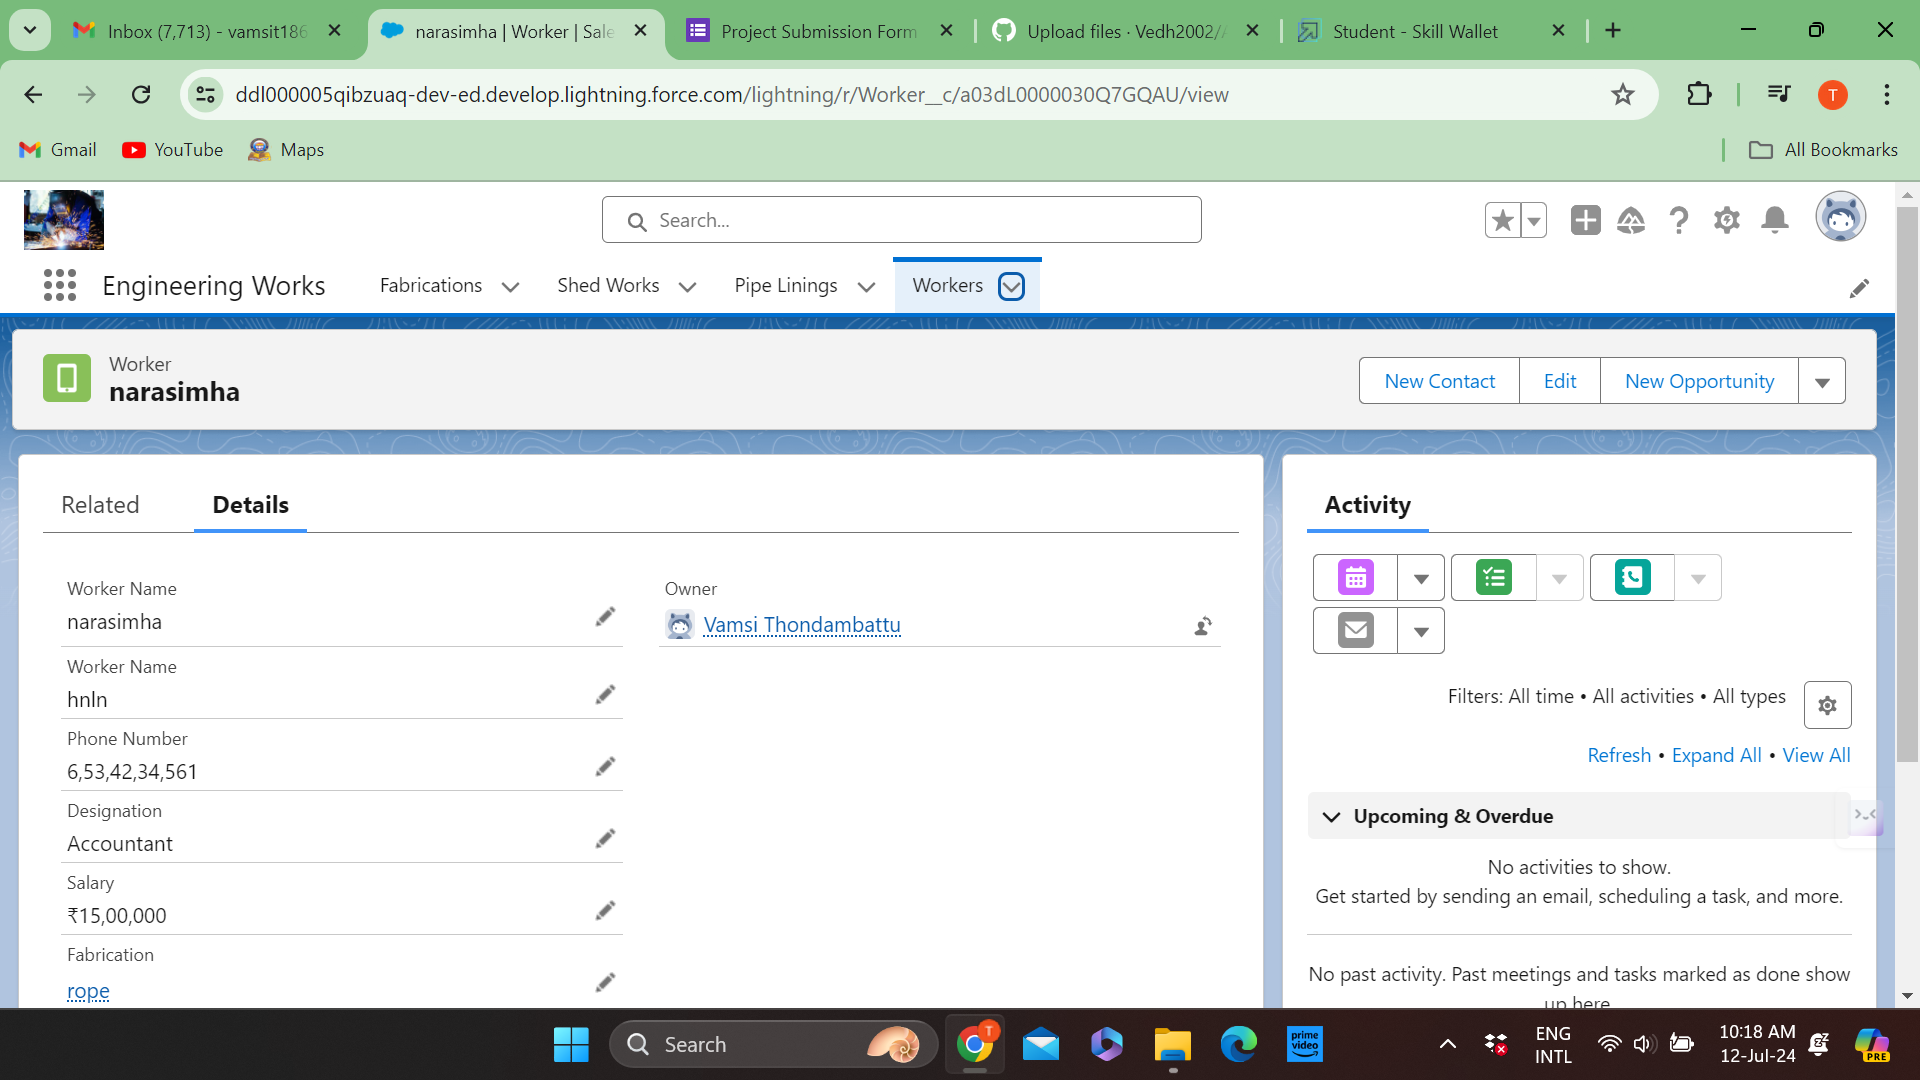 Inbox (7,713) - vamsit186
narasimha | Worker | Sale
Project Submission Form
Upload files · Vedh2002/
Student - Skill Wallet
ddl000005qibzuaq-dev-ed.develop.lightning.force.com/lightning/r/Worker__c/a03dL0000030Q7GQAU/view
T
Gmail
YouTube
Maps
All Bookmarks
Search...
Engineering Works
Fabrications
Shed Works
Pipe Linings
Workers
Worker
narasimha
New Contact
Edit
New Opportunity
Related
Details
Activity
Worker Name
narasimha
Owner
Vamsi Thondambattu
Worker Name
hnln
Phone Number
6,53,42,34,561
Designation
Accountant
Salary
₹15,00,000
Fabrication
rope
Filters: All time • All activities • All types
Refresh • Expand All • View All
Upcoming & Overdue
No activities to show.
Get started by sending an email, scheduling a task, and more.
No past activity. Past meetings and tasks marked as done show
up here
Search
T
prime
video
ENG
INTL
10:18 AM
12-Jul-24
PRE